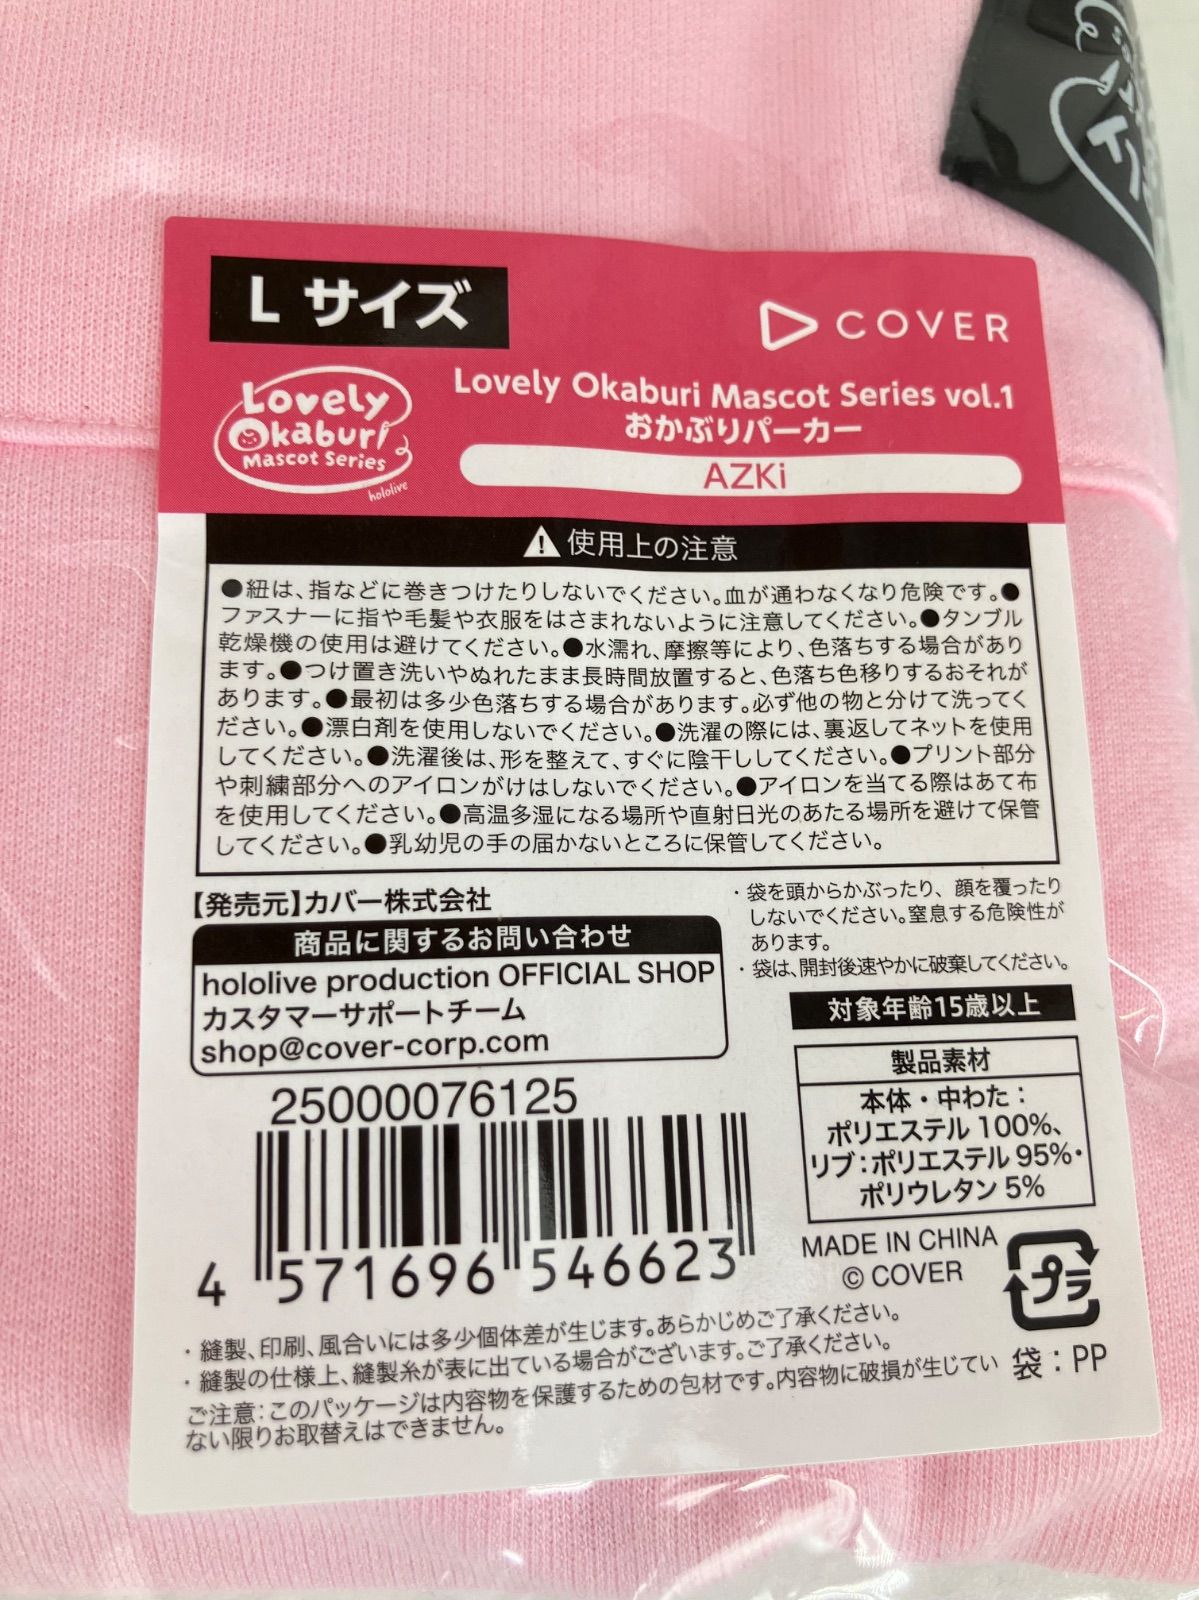 L サイズ
COVER
Lovely
Okaburi
Mascot Series
hololive
Lovely Okaburi Mascot Series vol.1
おかぶりパーカー
AZKi
使用上の注意
●紐は、指などに巻きつけたりしないでください。血が通わなくなり危険です。●
ファスナーに指や毛髪や衣服をはさまれないように注意してください。●タンブル
乾燥機の使用は避けてください。●水濡れ、摩擦等により、色落ちする場合があり
ます。●つけ置き洗いやぬれたまま長時間放置すると、色落ち色移りするおそれが
あります。●最初は多少色落ちする場合があります。必ず他の物と分けて洗ってく
ださい。●漂白剤を使用しないでください。●洗濯の際には、裏返してネットを使用
してください。●洗濯後は、形を整えて、すぐに陰干ししてください。●プリント部分
や刺繍部分へのアイロンがけはしないでください。●アイロンを当てる際はあて布
を使用してください。●高温多湿になる場所や直射日光のあたる場所を避けて保管
してください。●乳幼児の手の届かないところに保管してください。
【発売元】カバー株式会社
商品に関するお問い合わせ
hololive production OFFICIAL SHOP
カスタマーサポートチーム
shop@cover-corp.com
・袋を頭からかぶったり、顔を覆ったり
しないでください。窒息する危険性が
あります。
・袋は、開封後速やかに破棄してください。
対象年齢15歳以上
製品素材
本体・中わた：
ポリエステル 100%、
リブ：ポリエステル 95%・
ポリウレタン 5%
25000076125
4 571696 546623
MADE IN CHINA
© COVER
プラ
袋：PP
・縫製、印刷、風合いには多少個体差が生じます。あらかじめご了承ください。
・縫製の仕様上、縫製糸が表に出ている場合がございます。ご了承ください。
ご注意：このパッケージは内容物を保護するための包材です。内容物に破損が生じてい
ない限りお取替えはできません。